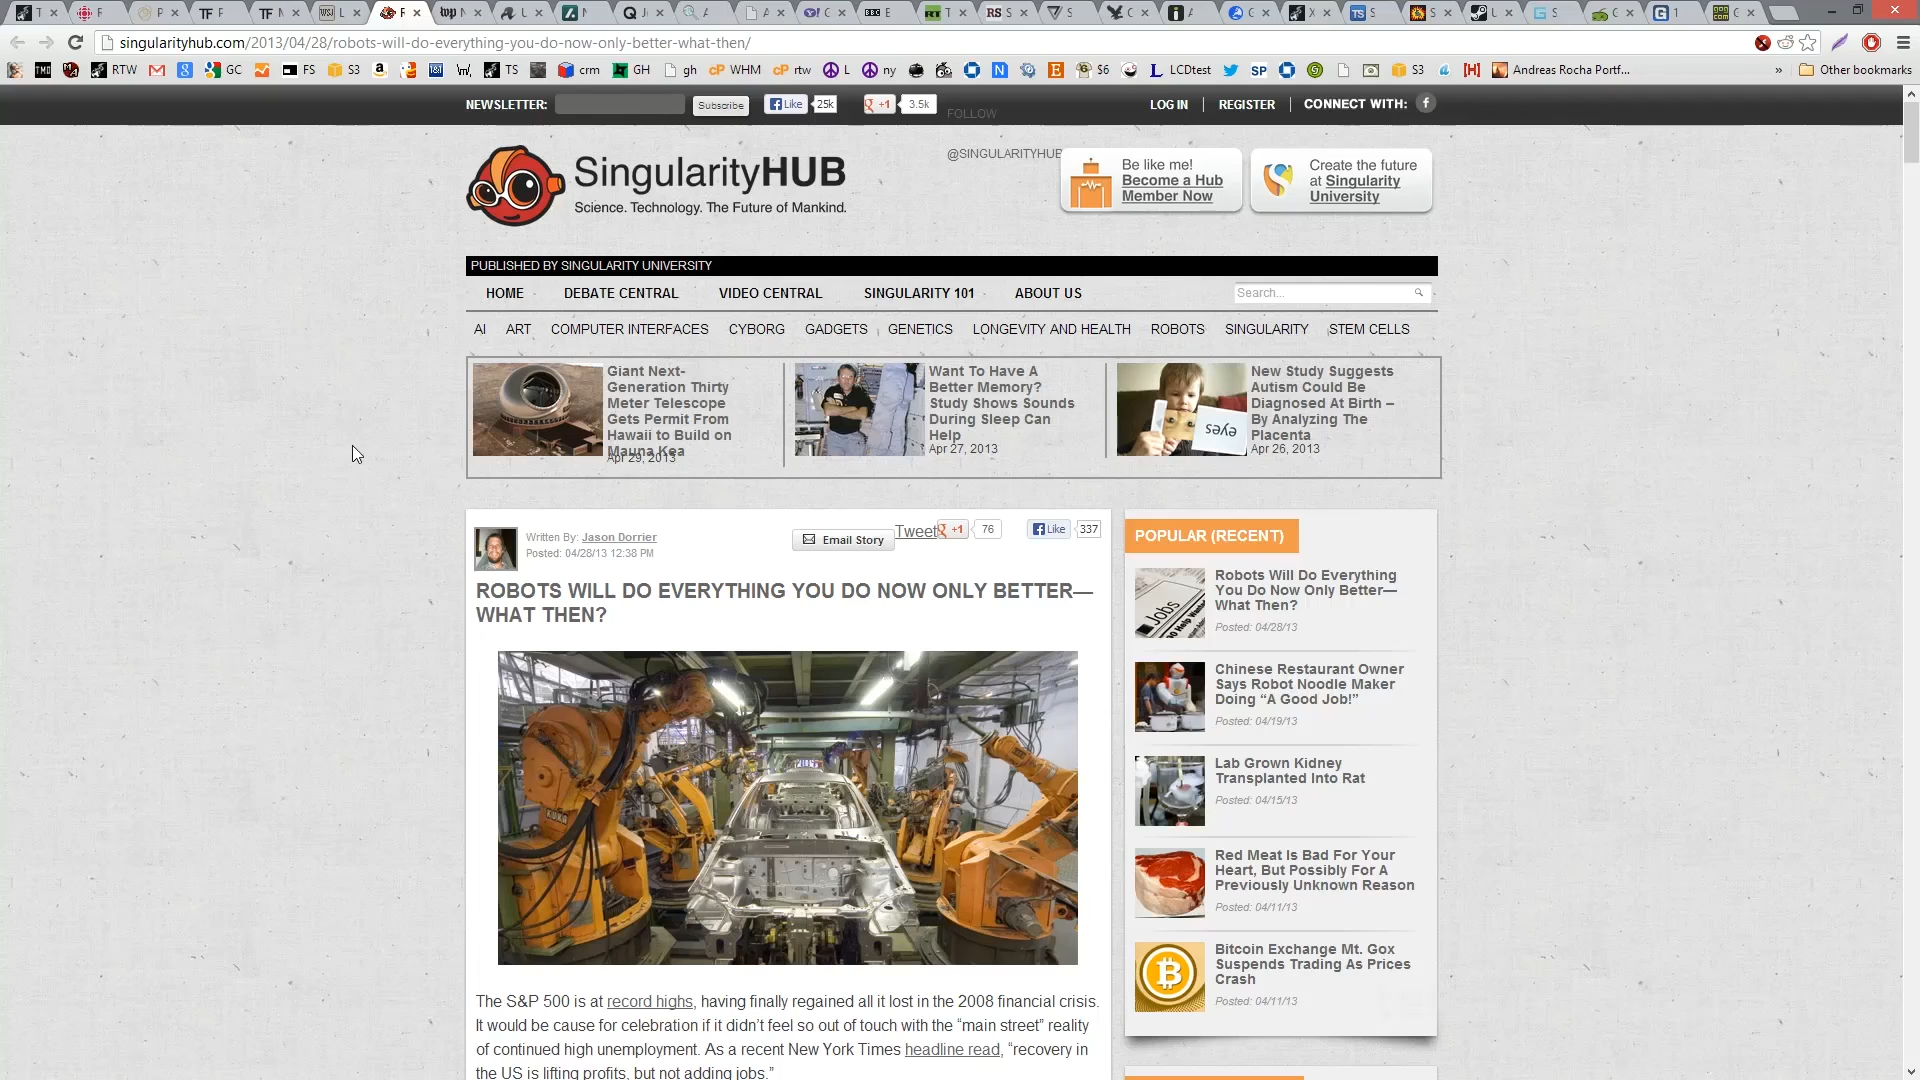 singularityhub.com/2013/04/28/robots-will-do-everything-you-do-now-only-better-what-then/
RTW GC FS S3 TS crm GH gh WHM rtw L ny $6 LCDtest S3 Andreas Rocha Portf... » Other bookmarks
NEWSLETTER: Subscribe Like 25k +1 3.5k FOLLOW LOG IN REGISTER CONNECT WITH:
@SINGULARITYHUB
SingularityHUB
Science. Technology. The Future of Mankind.
Be like me!
Become a Hub
Member Now
Create the future
at Singularity
University
PUBLISHED BY SINGULARITY UNIVERSITY
HOME DEBATE CENTRAL VIDEO CENTRAL SINGULARITY 101 ABOUT US Search...
AI ART COMPUTER INTERFACES CYBORG GADGETS GENETICS LONGEVITY AND HEALTH ROBOTS SINGULARITY STEM CELLS
Giant Next-
Generation Thirty
Meter Telescope
Gets Permit From
Hawaii to Build on
Mauna Kea
Apr 29, 2013
Want To Have A
Better Memory?
Study Shows Sounds
During Sleep Can
Help
Apr 27, 2013
eyes
New Study Suggests
Autism Could Be
Diagnosed At Birth –
By Analyzing The
Placenta
Apr 26, 2013
Written By: Jason Dorrier
Posted: 04/28/13 12:38 PM
Email Story Tweet +1 76 Like 337
ROBOTS WILL DO EVERYTHING YOU DO NOW ONLY BETTER—
WHAT THEN?
The S&P 500 is at record highs, having finally regained all it lost in the 2008 financial crisis.
It would be cause for celebration if it didn’t feel so out of touch with the “main street” reality
of continued high unemployment. As a recent New York Times headline read, “recovery in
the US is lifting profits, but not adding jobs.”
POPULAR (RECENT)
Jobs
Robots Will Do Everything
You Do Now Only Better—
What Then?
Posted: 04/28/13
Chinese Restaurant Owner
Says Robot Noodle Maker
Doing “A Good Job!”
Posted: 04/19/13
Lab Grown Kidney
Transplanted Into Rat
Posted: 04/15/13
Red Meat Is Bad For Your
Heart, But Possibly For A
Previously Unknown Reason
Posted: 04/11/13
Bitcoin Exchange Mt. Gox
Suspends Trading As Prices
Crash
Posted: 04/11/13